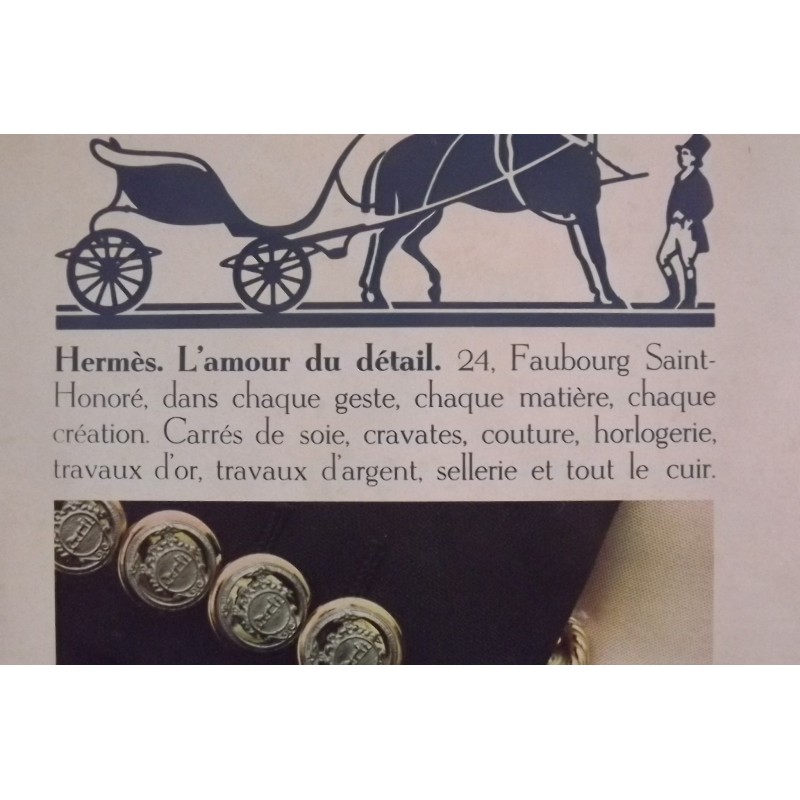 Hermès. L'amour du détail. 24, Faubourg Saint-
Honoré, dans chaque geste, chaque matière, chaque
création. Carrés de soie, cravates, couture, horlogerie,
travaux d'or, travaux d'argent, sellerie et tout le cuir.